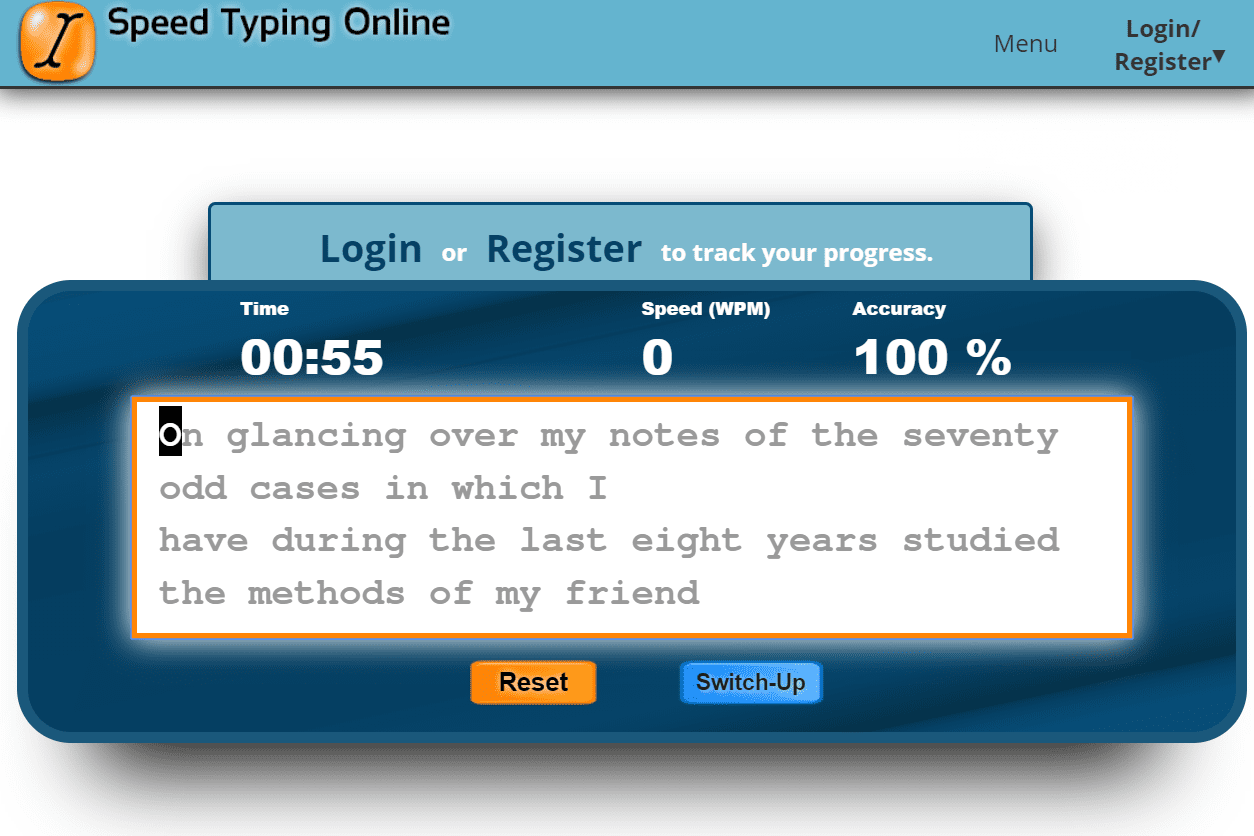 Speed Typing Online
Menu
Login/
Register▼
Login or Register to track your progress.
Time
Speed (WPM)
Accuracy
00:55
0
100 %
On glancing over my notes of the seventy
odd cases in which I
have during the last eight years studied
the methods of my friend
Reset
Switch-Up